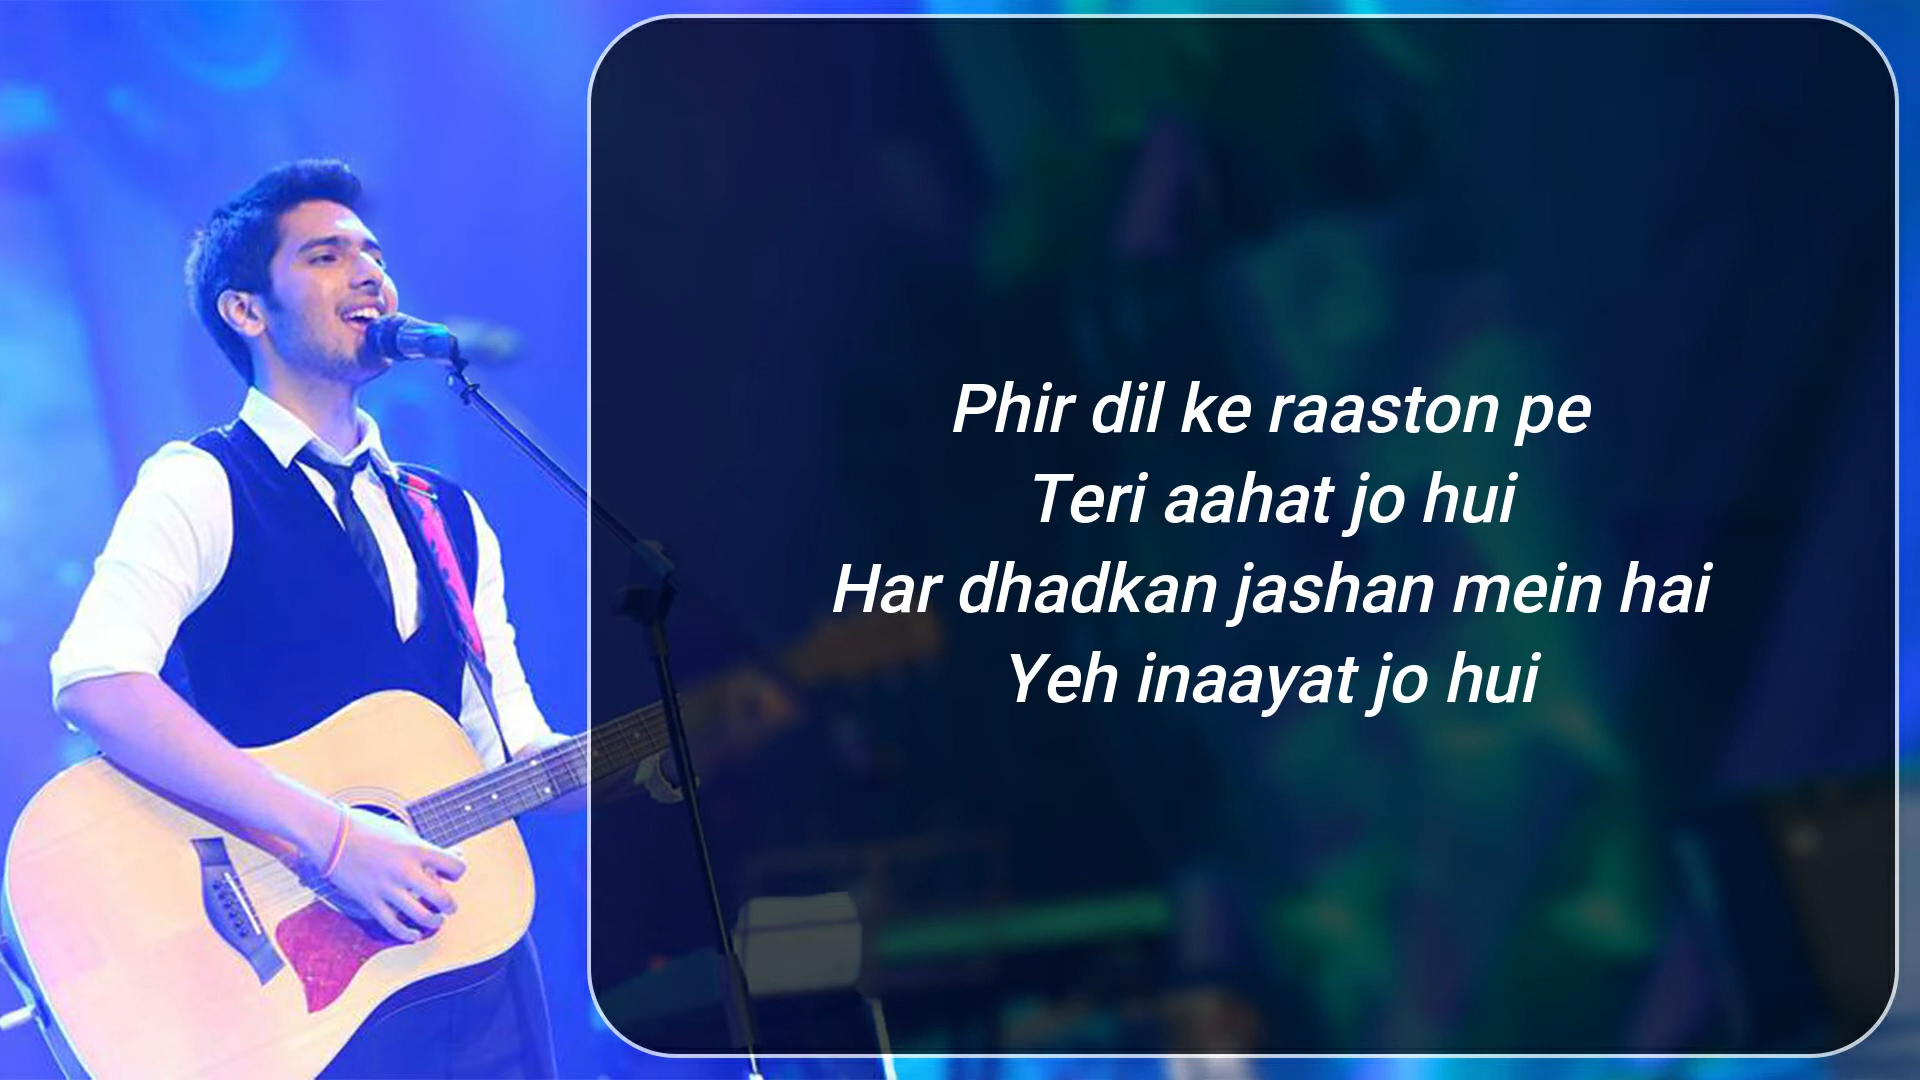 Phir dil ke raaston pe
Teri aahat jo hui
Har dhadkan jashan mein hai
Yeh inaayat jo hui